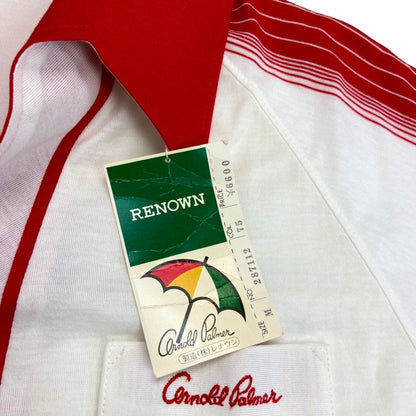 RENOWN
Arnold Palmer
製造(株)レナウン
PRICE ¥6600
COL 75
NO. 287112
SIZE M
Arnold Palmer